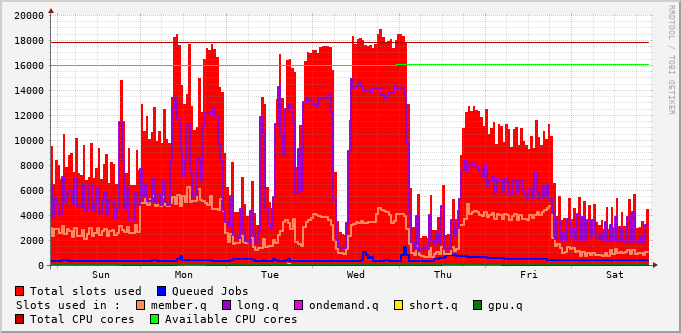 20000
18000
16000
14000
12000
10000
8000
6000
4000
2000
0
Sun Mon Tue Wed Thu Fri Sat
RRDTOOL / TOBI OETIKER
Total slots used Queued Jobs
Slots used in : member.q long.q ondemand.q short.q gpu.q
Total CPU cores Available CPU cores